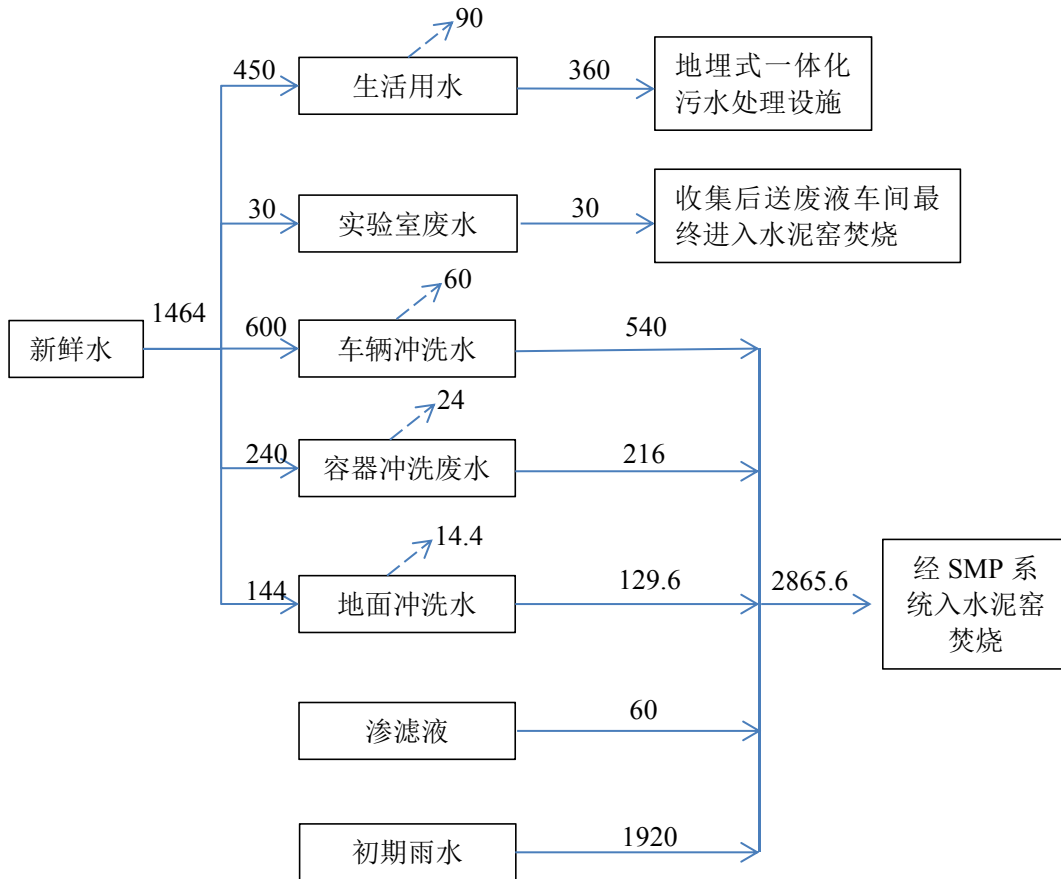 90
450
生活用水
360
地埋式一体化
污水处理设施
30
实验室废水
30
收集后送废液车间最
终进入水泥窑焚烧
60
新鲜水
1464
600
车辆冲洗水
540
24
240
容器冲洗废水
216
14.4
144
地面冲洗水
129.6
2865.6
经 SMP 系
统入水泥窑
焚烧
渗滤液
60
初期雨水
1920